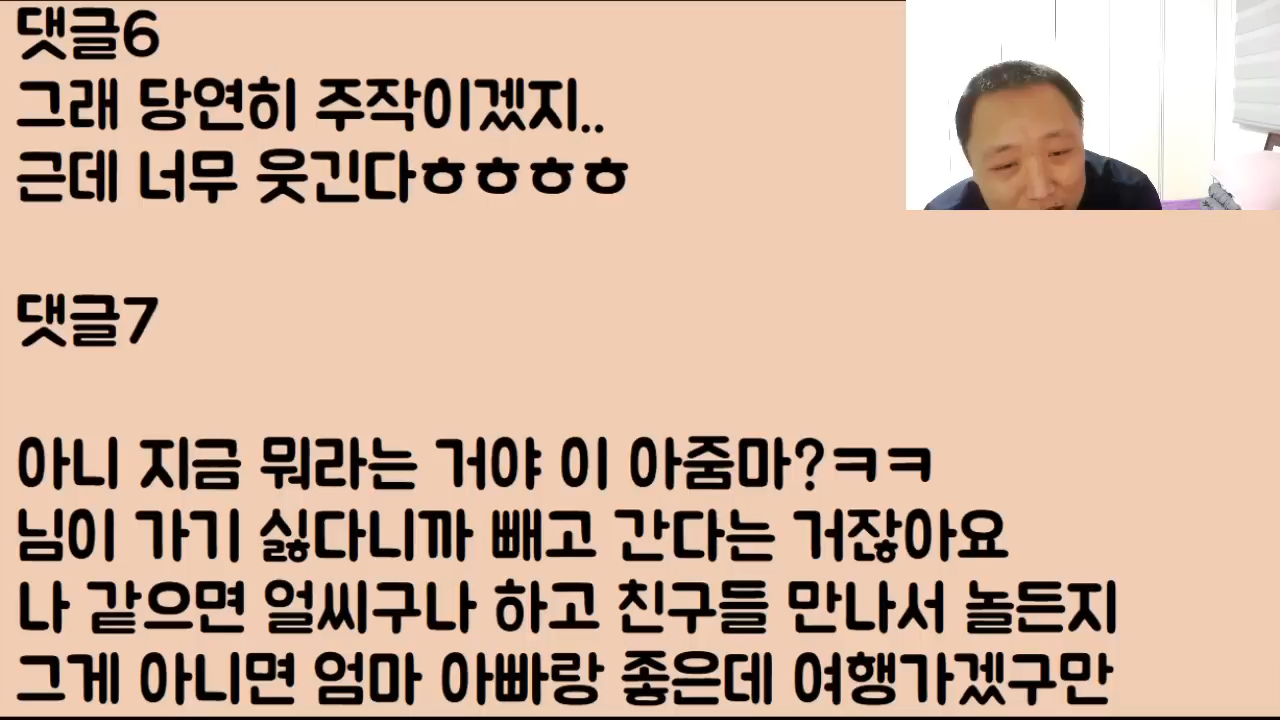 댓글6
그래 당연히 주작이겠지..
근데 너무 웃긴다ㅎㅎㅎㅎ
댓글7
아니 지금 뭐라는 거야 이 아줌마?ㅋㅋ
님이 가기 싫다니까 빼고 간다는 거잖아요
나 같으면 얼씨구나 하고 친구들 만나서 놀든지
그게 아니면 엄마 아빠랑 좋은데 여행가겠구만